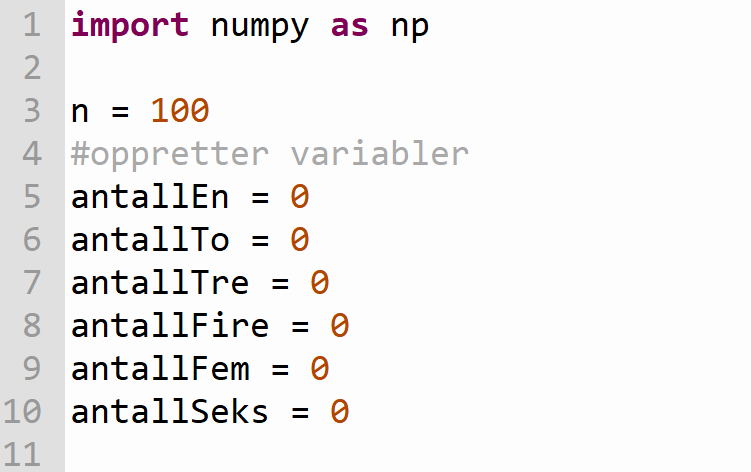 1 import numpy as np
2
3 n = 100
4 #oppretter variabler
5 antallEn = 0
6 antallTo = 0
7 antallTre = 0
8 antallFire = 0
9 antallFem = 0
10 antallSeks = 0
11